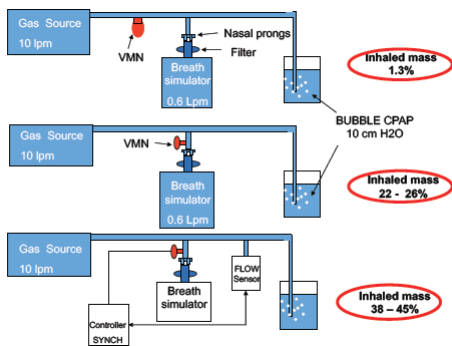 Gas Source
10 lpm
VMN
Nasal prongs
Filter
Breath
simulator
0.6 Lpm
Inhaled mass
1.3%
BUBBLE CPAP
10 cm H2O
Gas Source
10 lpm
VMN
Breath
simulator
0.6 Lpm
Inhaled mass
22 - 26%
Gas Source
10 lpm
FLOW
Sensor
Breath
simulator
Controller
SYNCH
Inhaled mass
38 – 45%